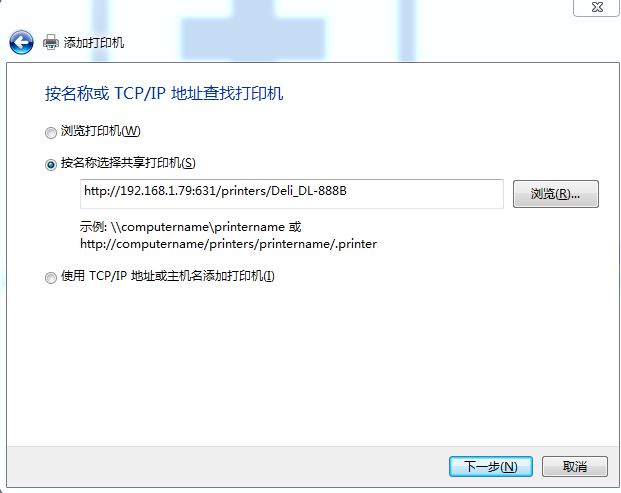 添加打印机
按名称或 TCP/IP 地址查找打印机
浏览打印机(W)
按名称选择共享打印机(S)
http://192.168.1.79:631/printers/Deli_DL-888B
浏览(R)...
示例: \\computername\printername 或
http://computername/printers/printername/.printer
使用 TCP/IP 地址或主机名添加打印机(I)
下一步(N)
取消